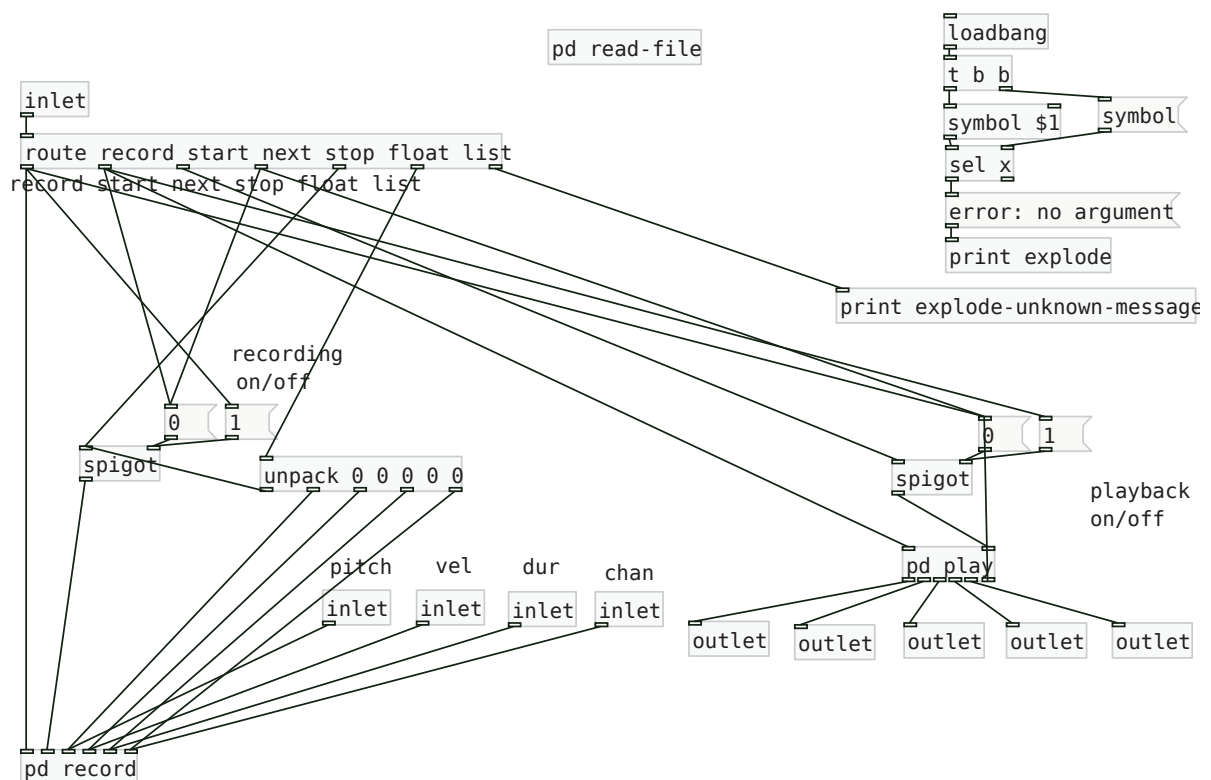 loadbang
pd read-file
t b b
inlet
symbol
symbol $1
route record start next stop float list
sel x
record start next stop float list
error: no argument
print explode
print explode-unknown-message
recording
on/off
0
1
0
1
spigot
unpack 0 0 0 0 0
spigot
playback
on/off
pitch
vel
dur
chan
pd play
inlet
inlet
inlet
inlet
outlet
outlet
outlet
outlet
outlet
pd record